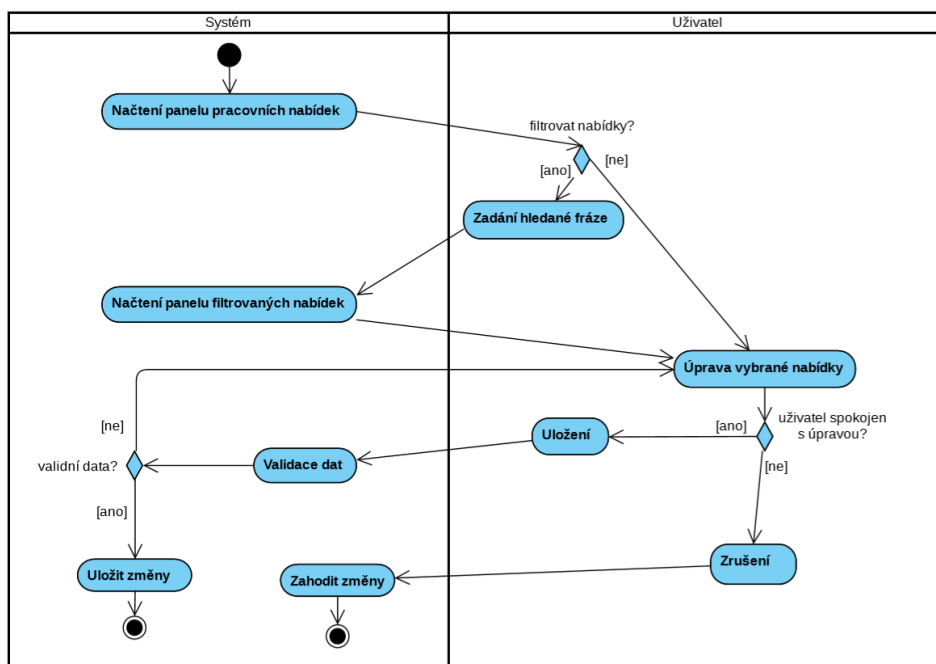 Systém
Uživatel
Načtení panelu pracovních nabídek
filtrovat nabídky?
[ano]
[ne]
Zadání hledané fráze
Načtení panelu filtrovaných nabídek
Úprava vybrané nabídky
uživatel spokojen
s úpravou?
[ano]
[ne]
Uložení
Validace dat
validní data?
[ne]
[ano]
Uložit změny
Zrušení
Zahodit změny